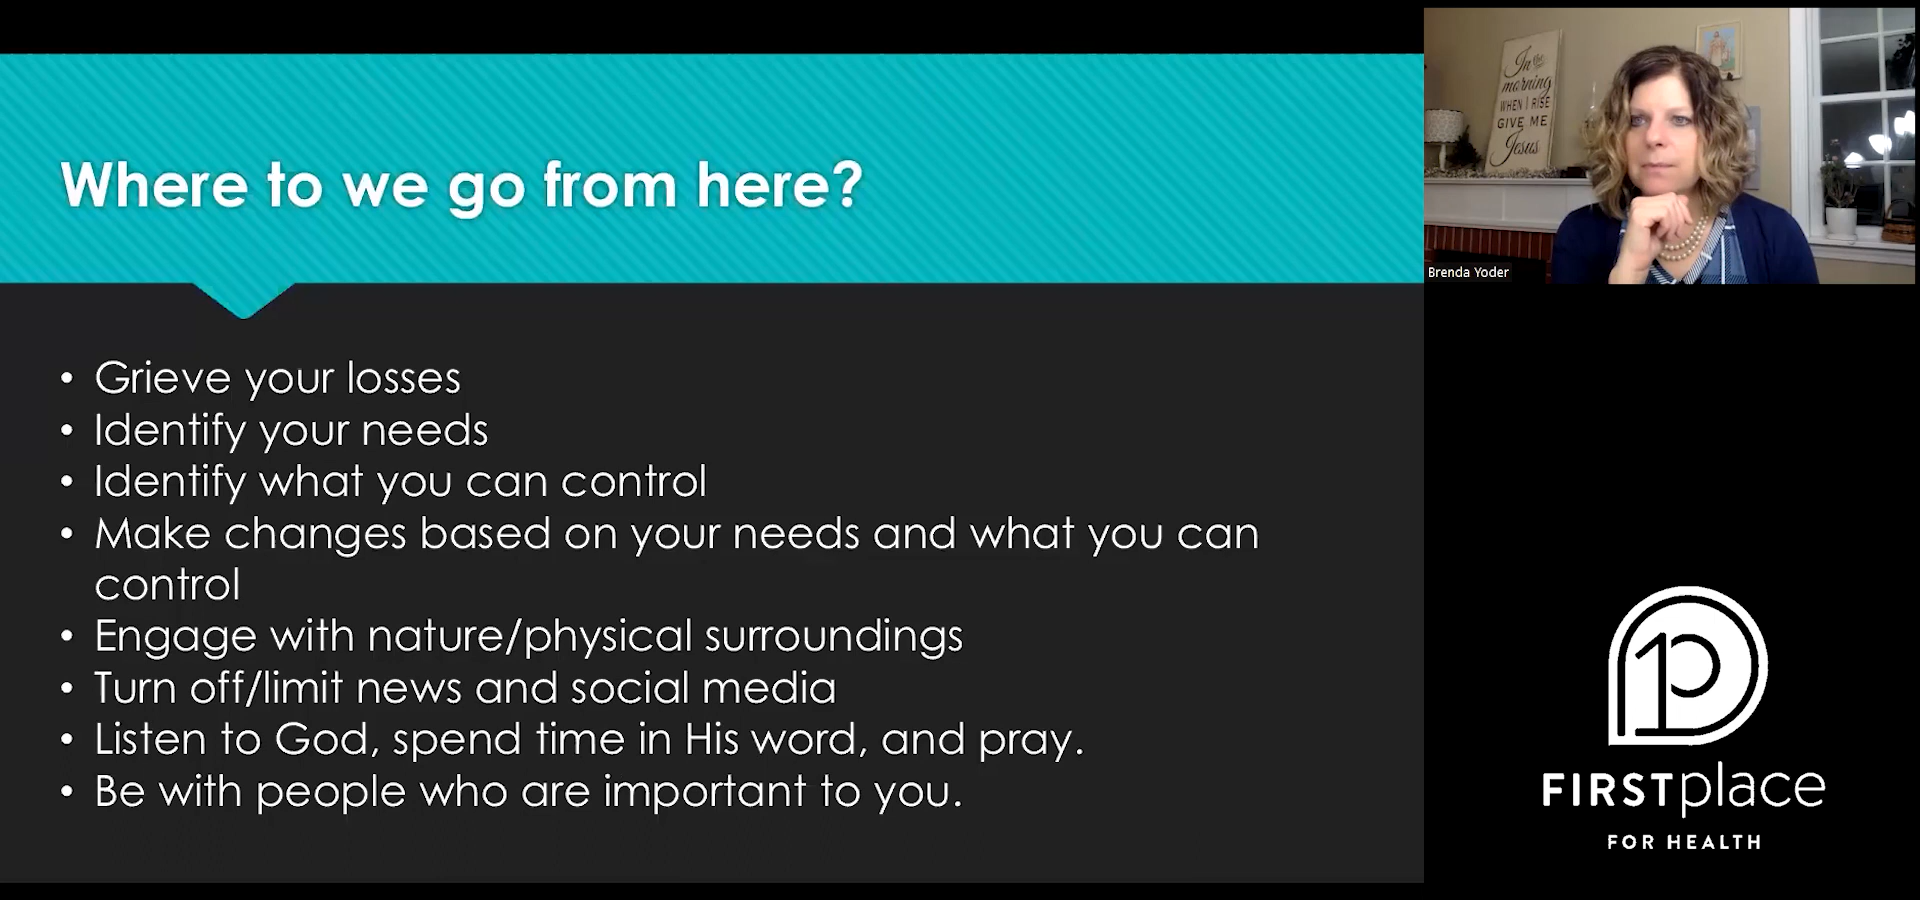 Where to we go from here?
• Grieve your losses
• Identify your needs
• Identify what you can control
• Make changes based on your needs and what you can
control
• Engage with nature/physical surroundings
• Turn off/limit news and social media
• Listen to God, spend time in His word, and pray.
• Be with people who are important to you.
In the
morning
WHEN I RISE
GIVE ME
Jesus
Brenda Yoder
FIRSTplace
FOR HEALTH